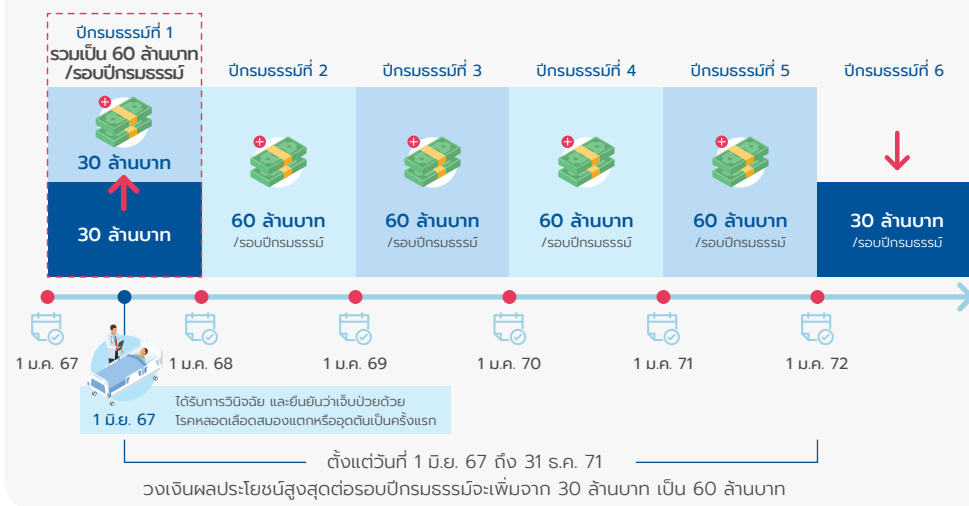 ปีกรมธรรม์ที่ 1
รวมเป็น 60 ล้านบาท
/รอบปีกรมธรรม์
ปีกรมธรรม์ที่ 2
ปีกรมธรรม์ที่ 3
ปีกรมธรรม์ที่ 4
ปีกรมธรรม์ที่ 5
ปีกรมธรรม์ที่ 6
30 ล้านบาท
30 ล้านบาท
60 ล้านบาท
/รอบปีกรมธรรม์
60 ล้านบาท
/รอบปีกรมธรรม์
60 ล้านบาท
/รอบปีกรมธรรม์
60 ล้านบาท
/รอบปีกรมธรรม์
30 ล้านบาท
/รอบปีกรมธรรม์
1 ม.ค. 67
1 ม.ค. 68
1 ม.ค. 69
1 ม.ค. 70
1 ม.ค. 71
1 ม.ค. 72
1 มิ.ย. 67
ได้รับการวินิจฉัย และยืนยันว่าเจ็บป่วยด้วย
โรคหลอดเลือดสมองแตกหรืออุดตันเป็นครั้งแรก
ตั้งแต่วันที่ 1 มิ.ย. 67 ถึง 31 ธ.ค. 71
วงเงินผลประโยชน์สูงสุดต่อรอบปีกรมธรรม์จะเพิ่มจาก 30 ล้านบาท เป็น 60 ล้านบาท